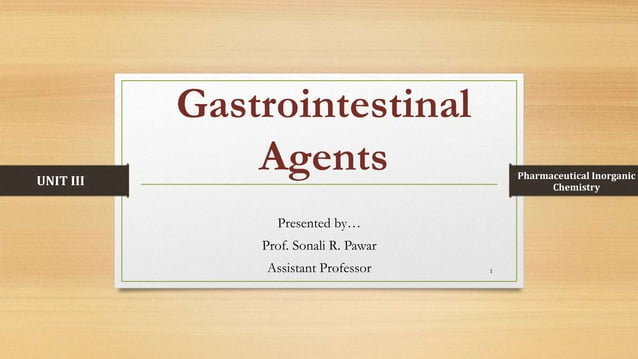 Gastrointestinal
Agents
UNIT III
Pharmaceutical Inorganic
Chemistry
Presented by…
Prof. Sonali R. Pawar
Assistant Professor
1